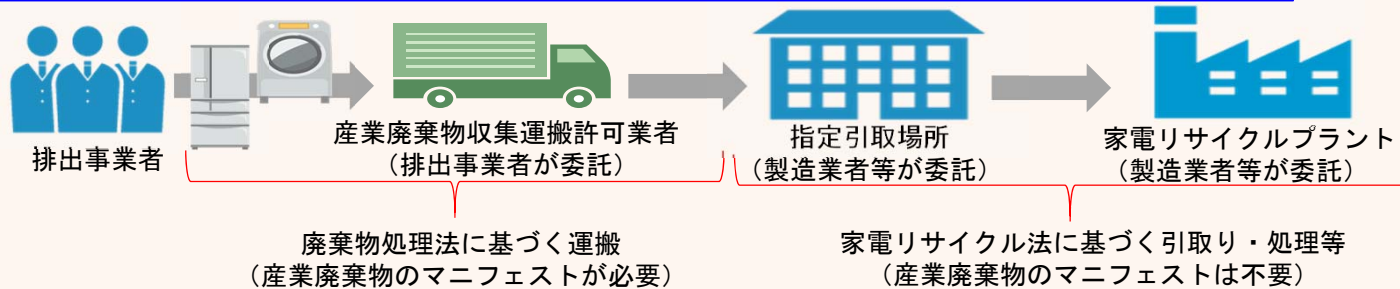 排出事業者
産業廃棄物収集運搬許可業者
（排出事業者が委託）
指定引取場所
（製造業者等が委託）
家電リサイクルプラント
（製造業者等が委託）
廃棄物処理法に基づく運搬
（産業廃棄物のマニフェストが必要）
家電リサイクル法に基づく引取り・処理等
（産業廃棄物のマニフェストは不要）